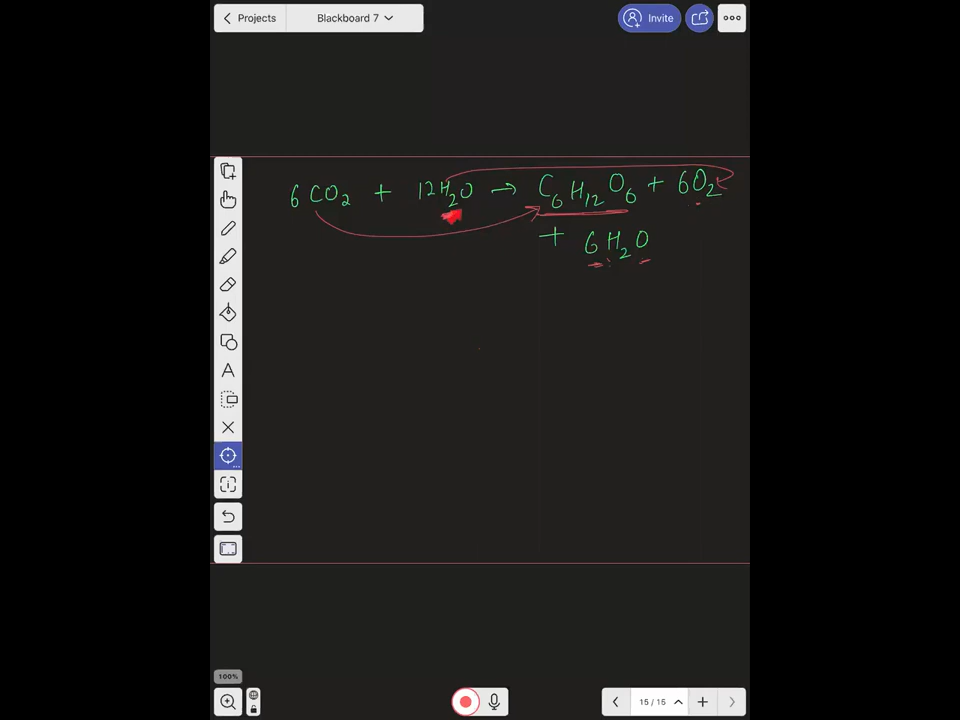 Projects
Blackboard 7
Invite
6CO₂ + 12H₂O → C₆H₁₂O₆ + 6O₂
+ 6H₂O
A
100%
15 / 15